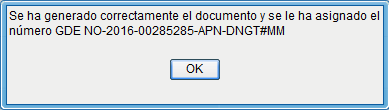 Se ha generado correctamente el documento y se le ha asignado el
número GDE NO-2016-00285285-APN-DNGT#MM
OK